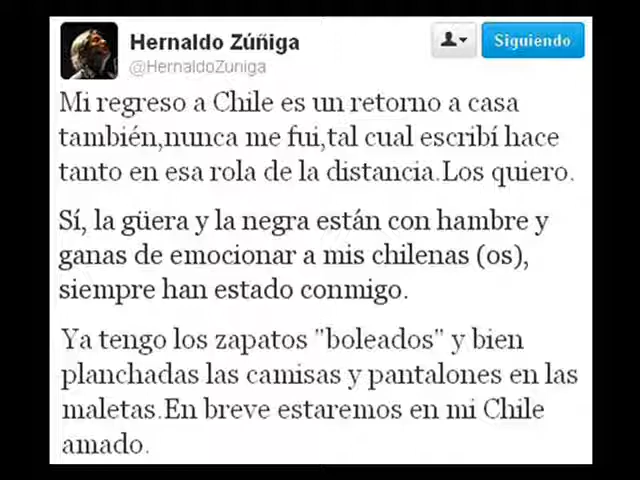 Hernaldo Zúñiga
Siguiendo
@HernaldoZuniga
Mi regreso a Chile es un retorno a casa
también,nunca me fui,tal cual escribí hace
tanto en esa rola de la distancia.Los quiero.
Sí, la güera y la negra están con hambre y
ganas de emocionar a mis chilenas (os),
siempre han estado conmigo.
Ya tengo los zapatos "boleados" y bien
planchadas las camisas y pantalones en las
maletas.En breve estaremos en mi Chile
amado.